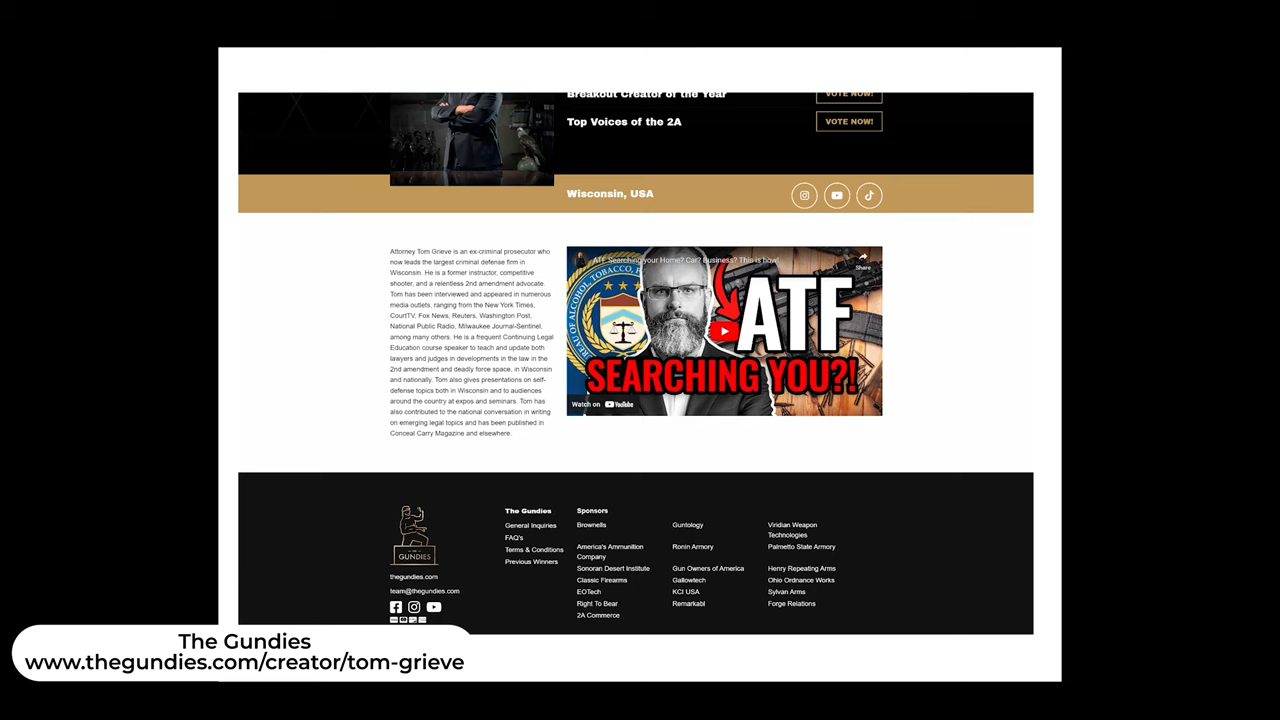 Breakout Creator of the Year
VOTE NOW!
Top Voices of the 2A
VOTE NOW!
Wisconsin, USA
Attorney Tom Grieve is an ex-criminal prosecutor who
now leads the largest criminal defense firm in
Wisconsin. He is a former instructor, competitive
shooter, and a relentless 2nd amendment advocate.
Tom has been interviewed and appeared in numerous
media outlets, ranging from the New York Times,
CourtTV, Fox News, Reuters, Washington Post,
National Public Radio, Milwaukee Journal-Sentinel,
among many others. He is a frequent Continuing Legal
Education course speaker to teach and update both
lawyers and judges in developments in the law in the
2nd amendment and deadly force space, in Wisconsin
and nationally. Tom also gives presentations on self-
defense topics both in Wisconsin and to audiences
around the country at expos and seminars. Tom has
also contributed to the national conversation in writing
on emerging legal topics and has been published in
Conceal Carry Magazine and elsewhere.
ATF Searching your Home? Car? Business? This is how!
Share
ATF
SEARCHING YOU?!
Watch on YouTube
THE
GUNDIES
thegundies.com
team@thegundies.com
The Gundies
General Inquiries
FAQ's
Terms & Conditions
Previous Winners
Sponsors
Brownells
America's Ammunition
Company
Sonoran Desert Institute
Classic Firearms
EOTech
Right To Bear
2A Commerce
Guntology
Ronin Armory
Gun Owners of America
Gallowtech
KCI USA
Remarkabl
Viridian Weapon
Technologies
Palmetto State Armory
Henry Repeating Arms
Ohio Ordnance Works
Sylvan Arms
Forge Relations
The Gundies
www.thegundies.com/creator/tom-grieve